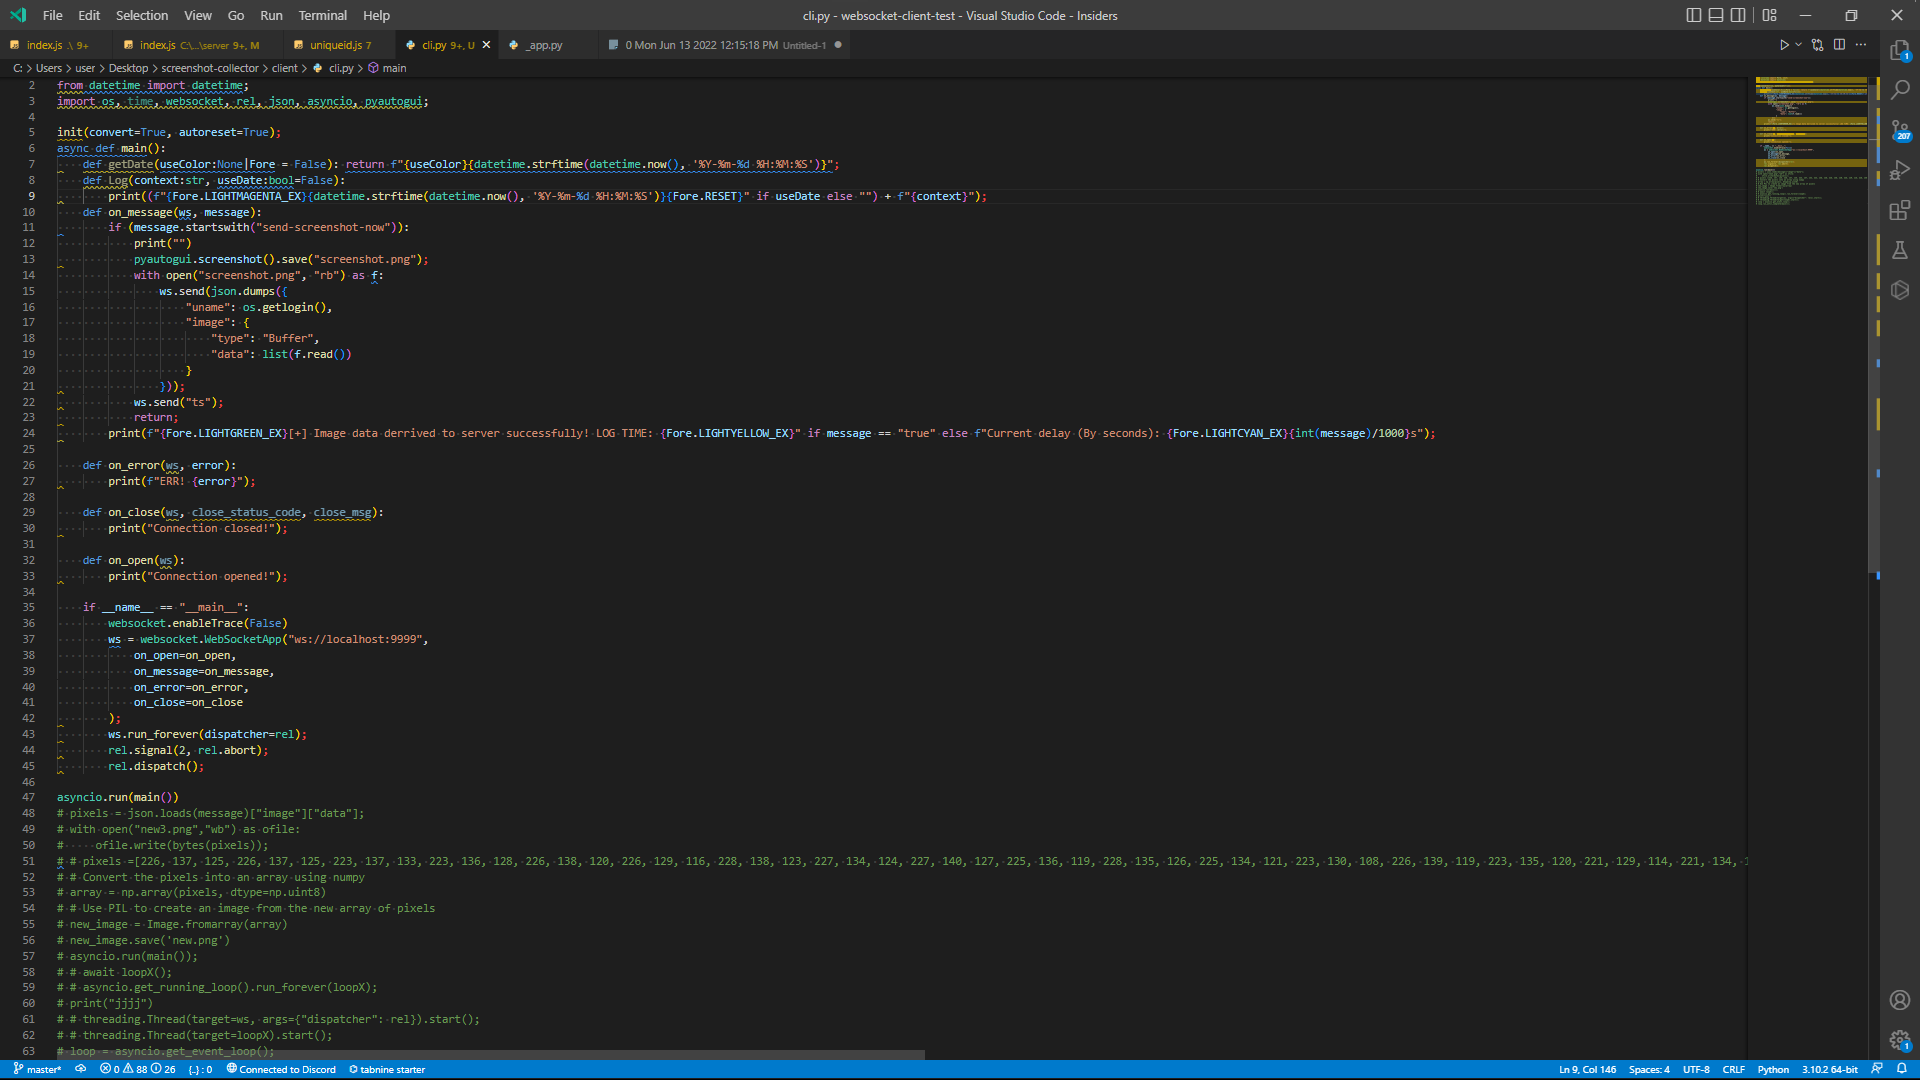 File Edit Selection View Go Run Terminal Help cli.py - websocket-client-test - Visual Studio Code - Insiders
index.js .\ 9+ index.js C:\...\server 9+, M uniqueid.js 7 cli.py 9+, U _app.py 0 Mon Jun 13 2022 12:15:18 PM Untitled-1
C: > Users > user > Desktop > screenshot-collector > client > cli.py > main
2 from datetime import datetime;
3 import os, time, websocket, rel, json, asyncio, pyautogui;
4
5 init(convert=True, autoreset=True);
6 async def main():
7 def getDate(useColor:None|Fore = False): return f"{useColor}{datetime.strftime(datetime.now(), '%Y-%m-%d %H:%M:%S')}";
8 def Log(context:str, useDate:bool=False):
9 print((f"{Fore.LIGHTMAGENTA_EX}{datetime.strftime(datetime.now(), '%Y-%m-%d %H:%M:%S')}{Fore.RESET}" if useDate else "") + f"{context}");
10 def on_message(ws, message):
11 if (message.startswith("send-screenshot-now")):
12 print("")
13 pyautogui.screenshot().save("screenshot.png");
14 with open("screenshot.png", "rb") as f:
15 ws.send(json.dumps({
16 "uname": os.getlogin(),
17 "image": {
18 "type": "Buffer",
19 "data": list(f.read())
20 }
21 }));
22 ws.send("ts");
23 return;
24 print(f"{Fore.LIGHTGREEN_EX}[+] Image data derrived to server successfully! LOG TIME: {Fore.LIGHTYELLOW_EX}" if message == "true" else f"Current delay (By seconds): {Fore.LIGHTCYAN_EX}{int(message)/1000}s");
25
26 def on_error(ws, error):
27 print(f"ERR! {error}");
28
29 def on_close(ws, close_status_code, close_msg):
30 print("Connection closed!");
31
32 def on_open(ws):
33 print("Connection opened!");
34
35 if __name__ == "__main__":
36 websocket.enableTrace(False)
37 ws = websocket.WebSocketApp("ws://localhost:9999",
38 on_open=on_open,
39 on_message=on_message,
40 on_error=on_error,
41 on_close=on_close
42 );
43 ws.run_forever(dispatcher=rel);
44 rel.signal(2, rel.abort);
45 rel.dispatch();
46
47 asyncio.run(main())
48 # pixels = json.loads(message)["image"]["data"];
49 # with open("new3.png","wb") as ofile:
50 # ofile.write(bytes(pixels));
51 # # pixels =[226, 137, 125, 226, 137, 125, 223, 137, 133, 223, 136, 128, 226, 138, 120, 226, 129, 116, 228, 138, 123, 227, 134, 124, 227, 140, 127, 225, 136, 119, 228, 135, 126, 225, 134, 121, 223, 130, 108, 226, 139, 119, 223, 135, 120, 221, 129, 114, 221, 134,
52 # # Convert the pixels into an array using numpy
53 # array = np.array(pixels, dtype=np.uint8)
54 # # Use PIL to create an image from the new array of pixels
55 # new_image = Image.fromarray(array)
56 # new_image.save('new.png')
57 # asyncio.run(main());
58 # # await loopX();
59 # # asyncio.get_running_loop().run_forever(loopX);
60 # print("jjjj")
61 # # threading.Thread(target=ws, args={"dispatcher": rel}).start();
62 # # threading.Thread(target=loopX).start();
63 # loop = asyncio.get_event_loop();
1
207
1
master* 0 88 26 {..} : 0 Connected to Discord tabnine starter Ln 9, Col 146 Spaces: 4 UTF-8 CRLF Python 3.10.2 64-bit